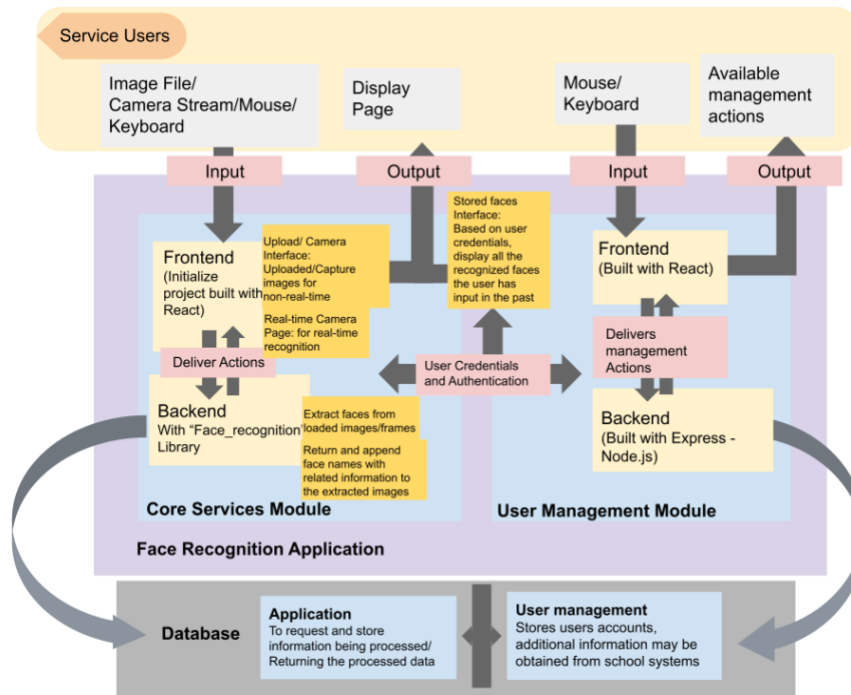 Service Users
Image File/
Camera Stream/Mouse/
Keyboard
Display
Page
Mouse/
Keyboard
Available
management
actions
Input
Output
Input
Output
Stored faces
Interface:
Based on user
credentials,
display all the
recognized faces
the user has
input in the past
Frontend
(Initialize
project built with
React)
Upload/ Camera
Interface:
Uploaded/Capture
images for
non-real-time
Real-time Camera
Page: for real-time
recognition
Frontend
(Built with React)
Deliver Actions
User Credentials
and Authentication
Delivers
management
Actions
Backend
With “Face_recognition”
Library
Extract faces from
loaded images/frames
Return and append
face names with
related information to
the extracted images
Backend
(Built with Express -
Node.js)
Core Services Module
User Management Module
Face Recognition Application
Database
Application
To request and store
information being processed/
Returning the processed data
User management
Stores users accounts,
additional information may be
obtained from school systems